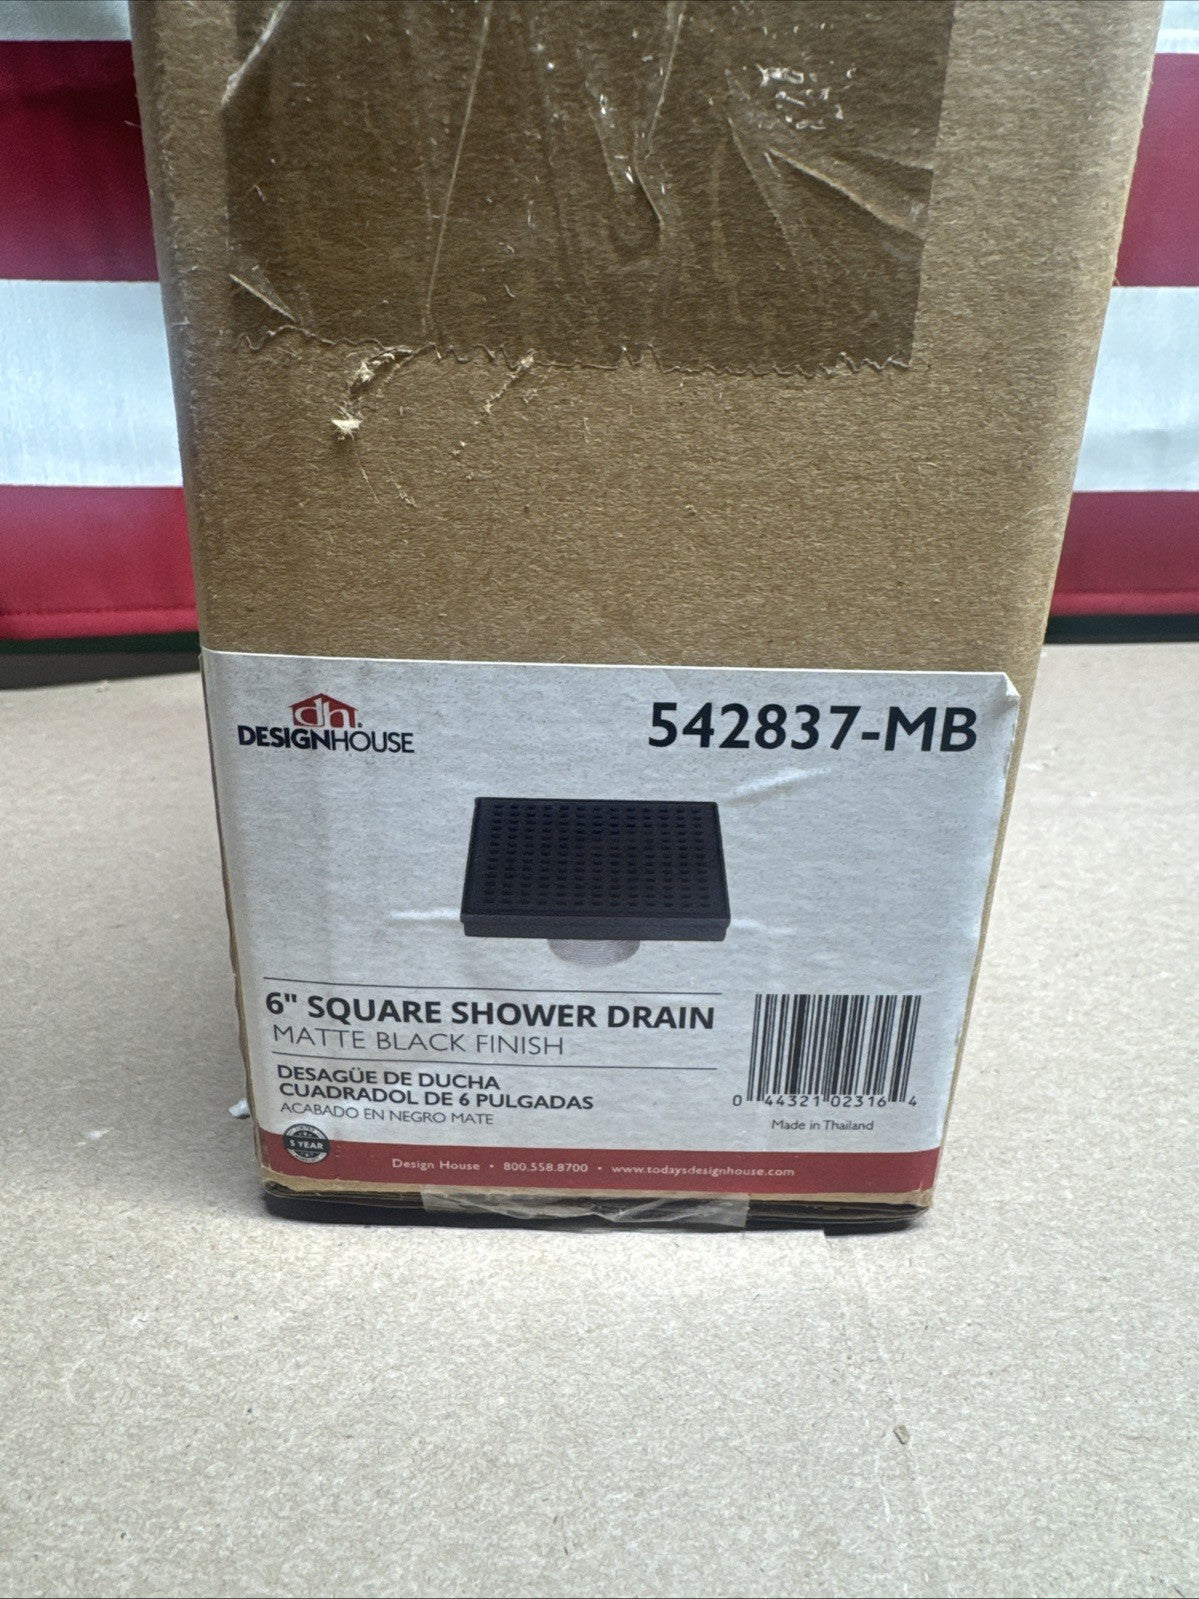 dh.
DESIGNHOUSE
542837-MB
6" SQUARE SHOWER DRAIN
MATTE BLACK FINISH
DESAGÜE DE DUCHA
CUADRADOL DE 6 PULGADAS
ACABADO EN NEGRO MATE
0 44321 02316 4
Made in Thailand
5 YEAR
Design House • 800.558.8700 • www.todaysdesignhouse.com